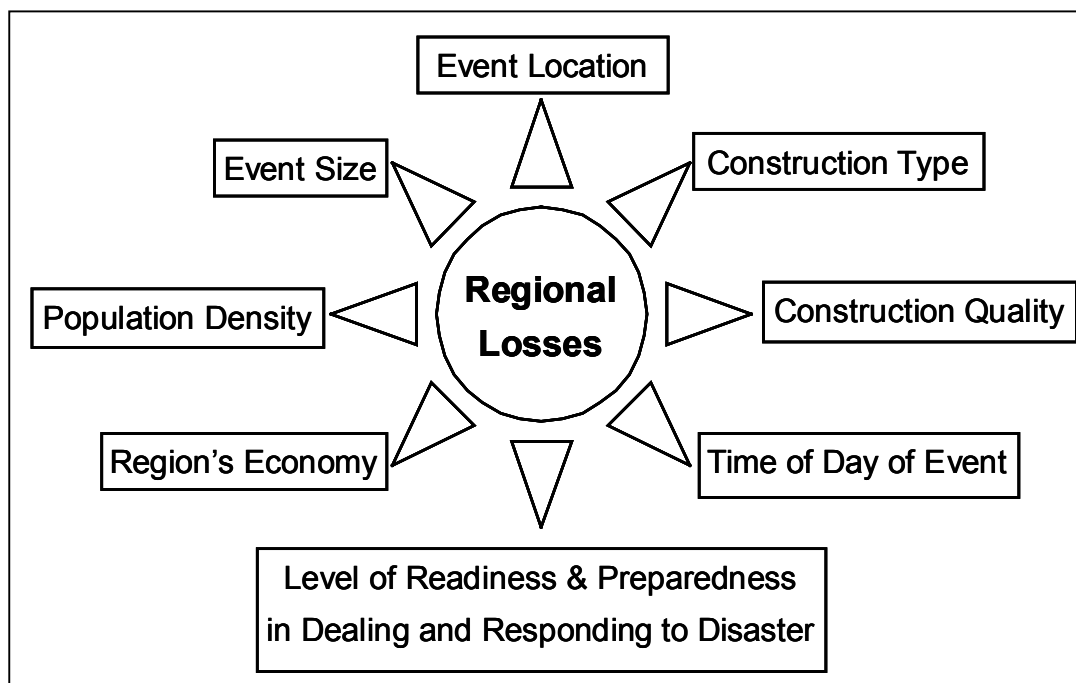 Event Location
Event Size
Construction Type
Regional
Losses
Population Density
Construction Quality
Region's Economy
Time of Day of Event
Level of Readiness & Preparedness
in Dealing and Responding to Disaster